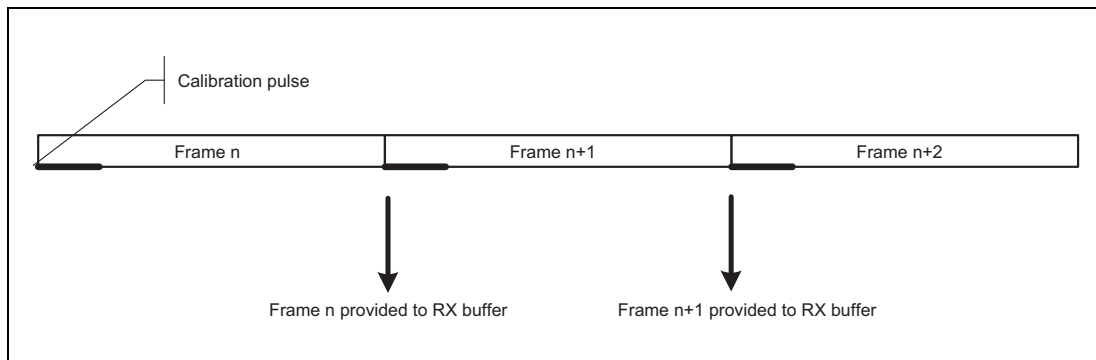 Calibration pulse
Frame n
Frame n+1
Frame n+2
Frame n provided to RX buffer
Frame n+1 provided to RX buffer